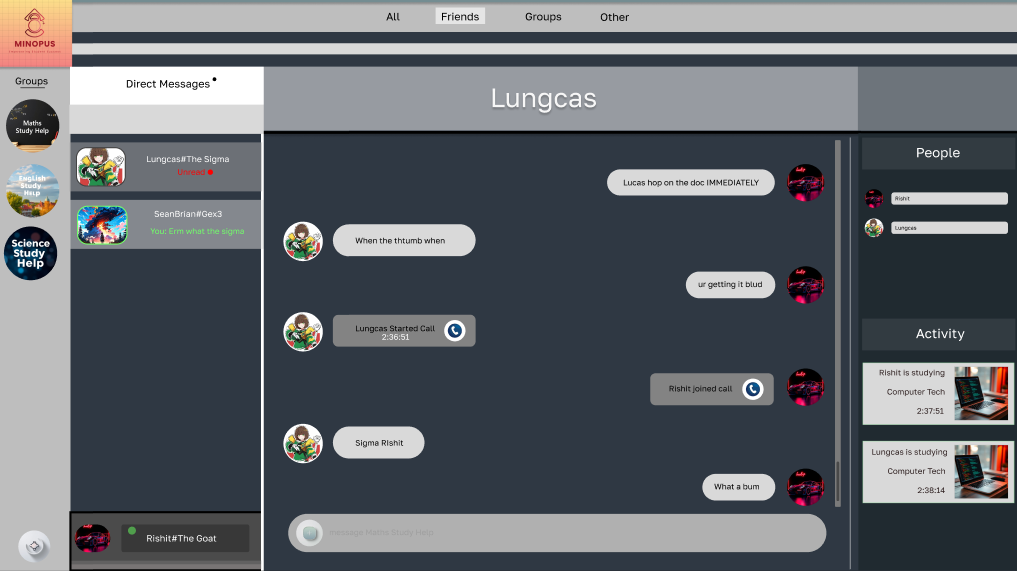 All
Friends
Groups
Other
MINOPUS
Groups
Direct Messages
Lungcas
Maths
Study Help
English
Study
Help
Science
Study
Help
Lungcas#The Sigma
Unread
SeanBrian#Gex3
You: Erm what the sigma
Rishit#The Goat
Lucas hop on the doc IMMEDIATELY
When the thtumb when
ur getting it blud
Lungcas Started Call
2:36:51
Rishit joined call
Sigma RIshit
What a bum
Message Maths Study Help
People
Rishit
Lungcas
Activity
Rishit is studying
Computer Tech
2:37:51
Lungcas is studying
Computer Tech
2:38:14